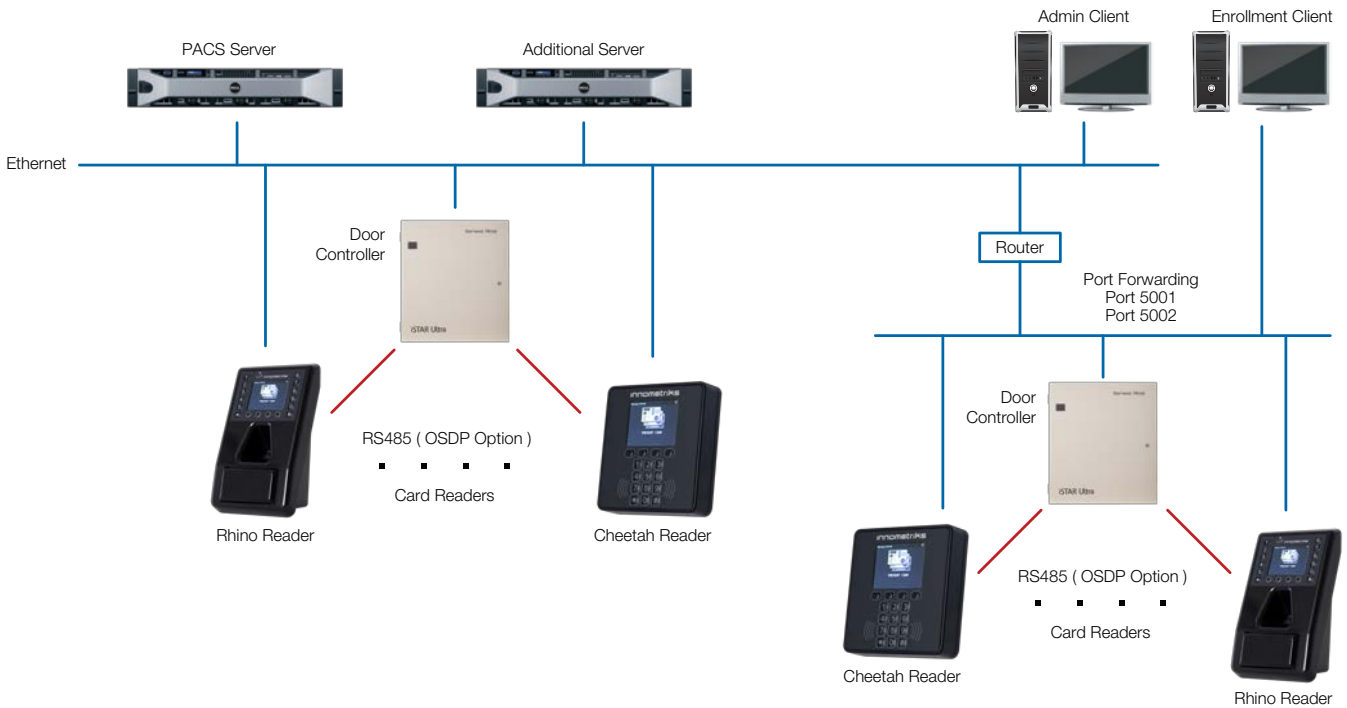 Admin Client
Enrollment Client
PACS Server
Additional Server
Ethernet
Door
Controller
iSTAR Ultra
Router
Port Forwarding
Port 5001
Port 5002
innometriks
RS485 ( OSDP Option )
Card Readers
Rhino Reader
Cheetah Reader
Door
Controller
iSTAR Ultra
innometriks
RS485 ( OSDP Option )
Card Readers
Cheetah Reader
Rhino Reader